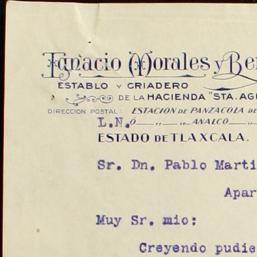 Ignacio Morales y Be
ESTABLO Y CRIADERO
DE LA HACIENDA "STA. AG
DIRECCION POSTAL: ESTACION DE PANZACOLA DE
L.N.O " " ANALCO " "
ESTADO DE TLAXCALA.
Sr. Dn. Pablo Marti
Apar
Muy Sr. mio:
Creyendo pudie